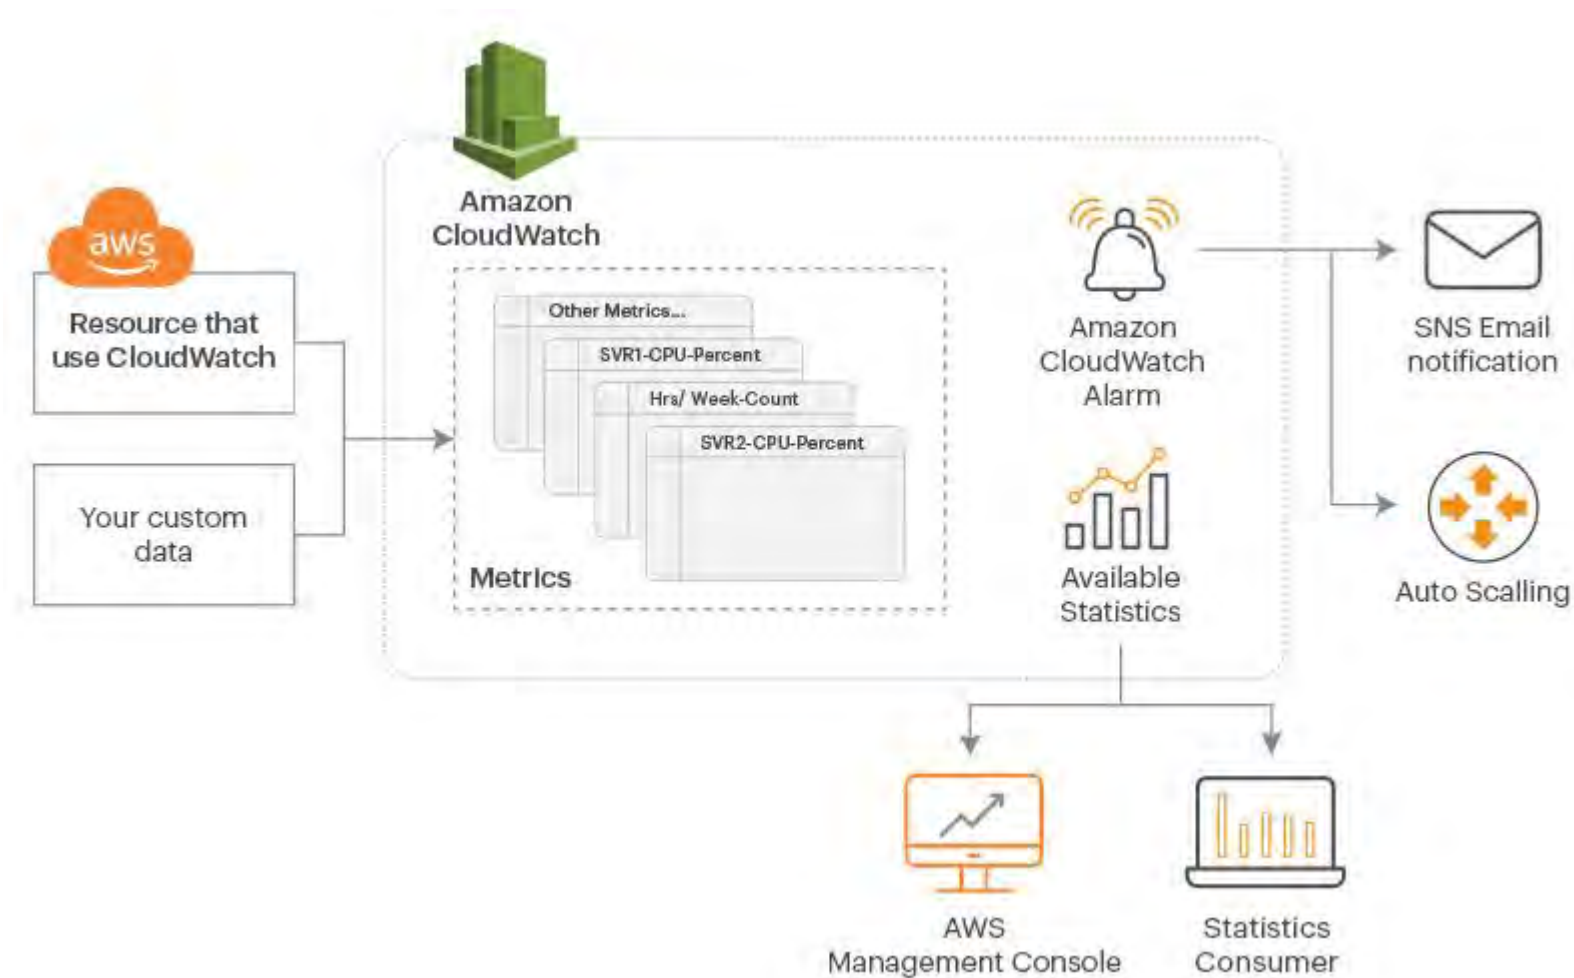 Amazon
CloudWatch
aws
Resource that
use CloudWatch
Your custom
data
Other Metrics...
SVR1-CPU-Percent
Hrs/ Week-Count
SVR2-CPU-Percent
Metrics
Amazon
CloudWatch
Alarm
Available
Statistics
SNS Email
notification
Auto Scalling
AWS
Management Console
Statistics
Consumer